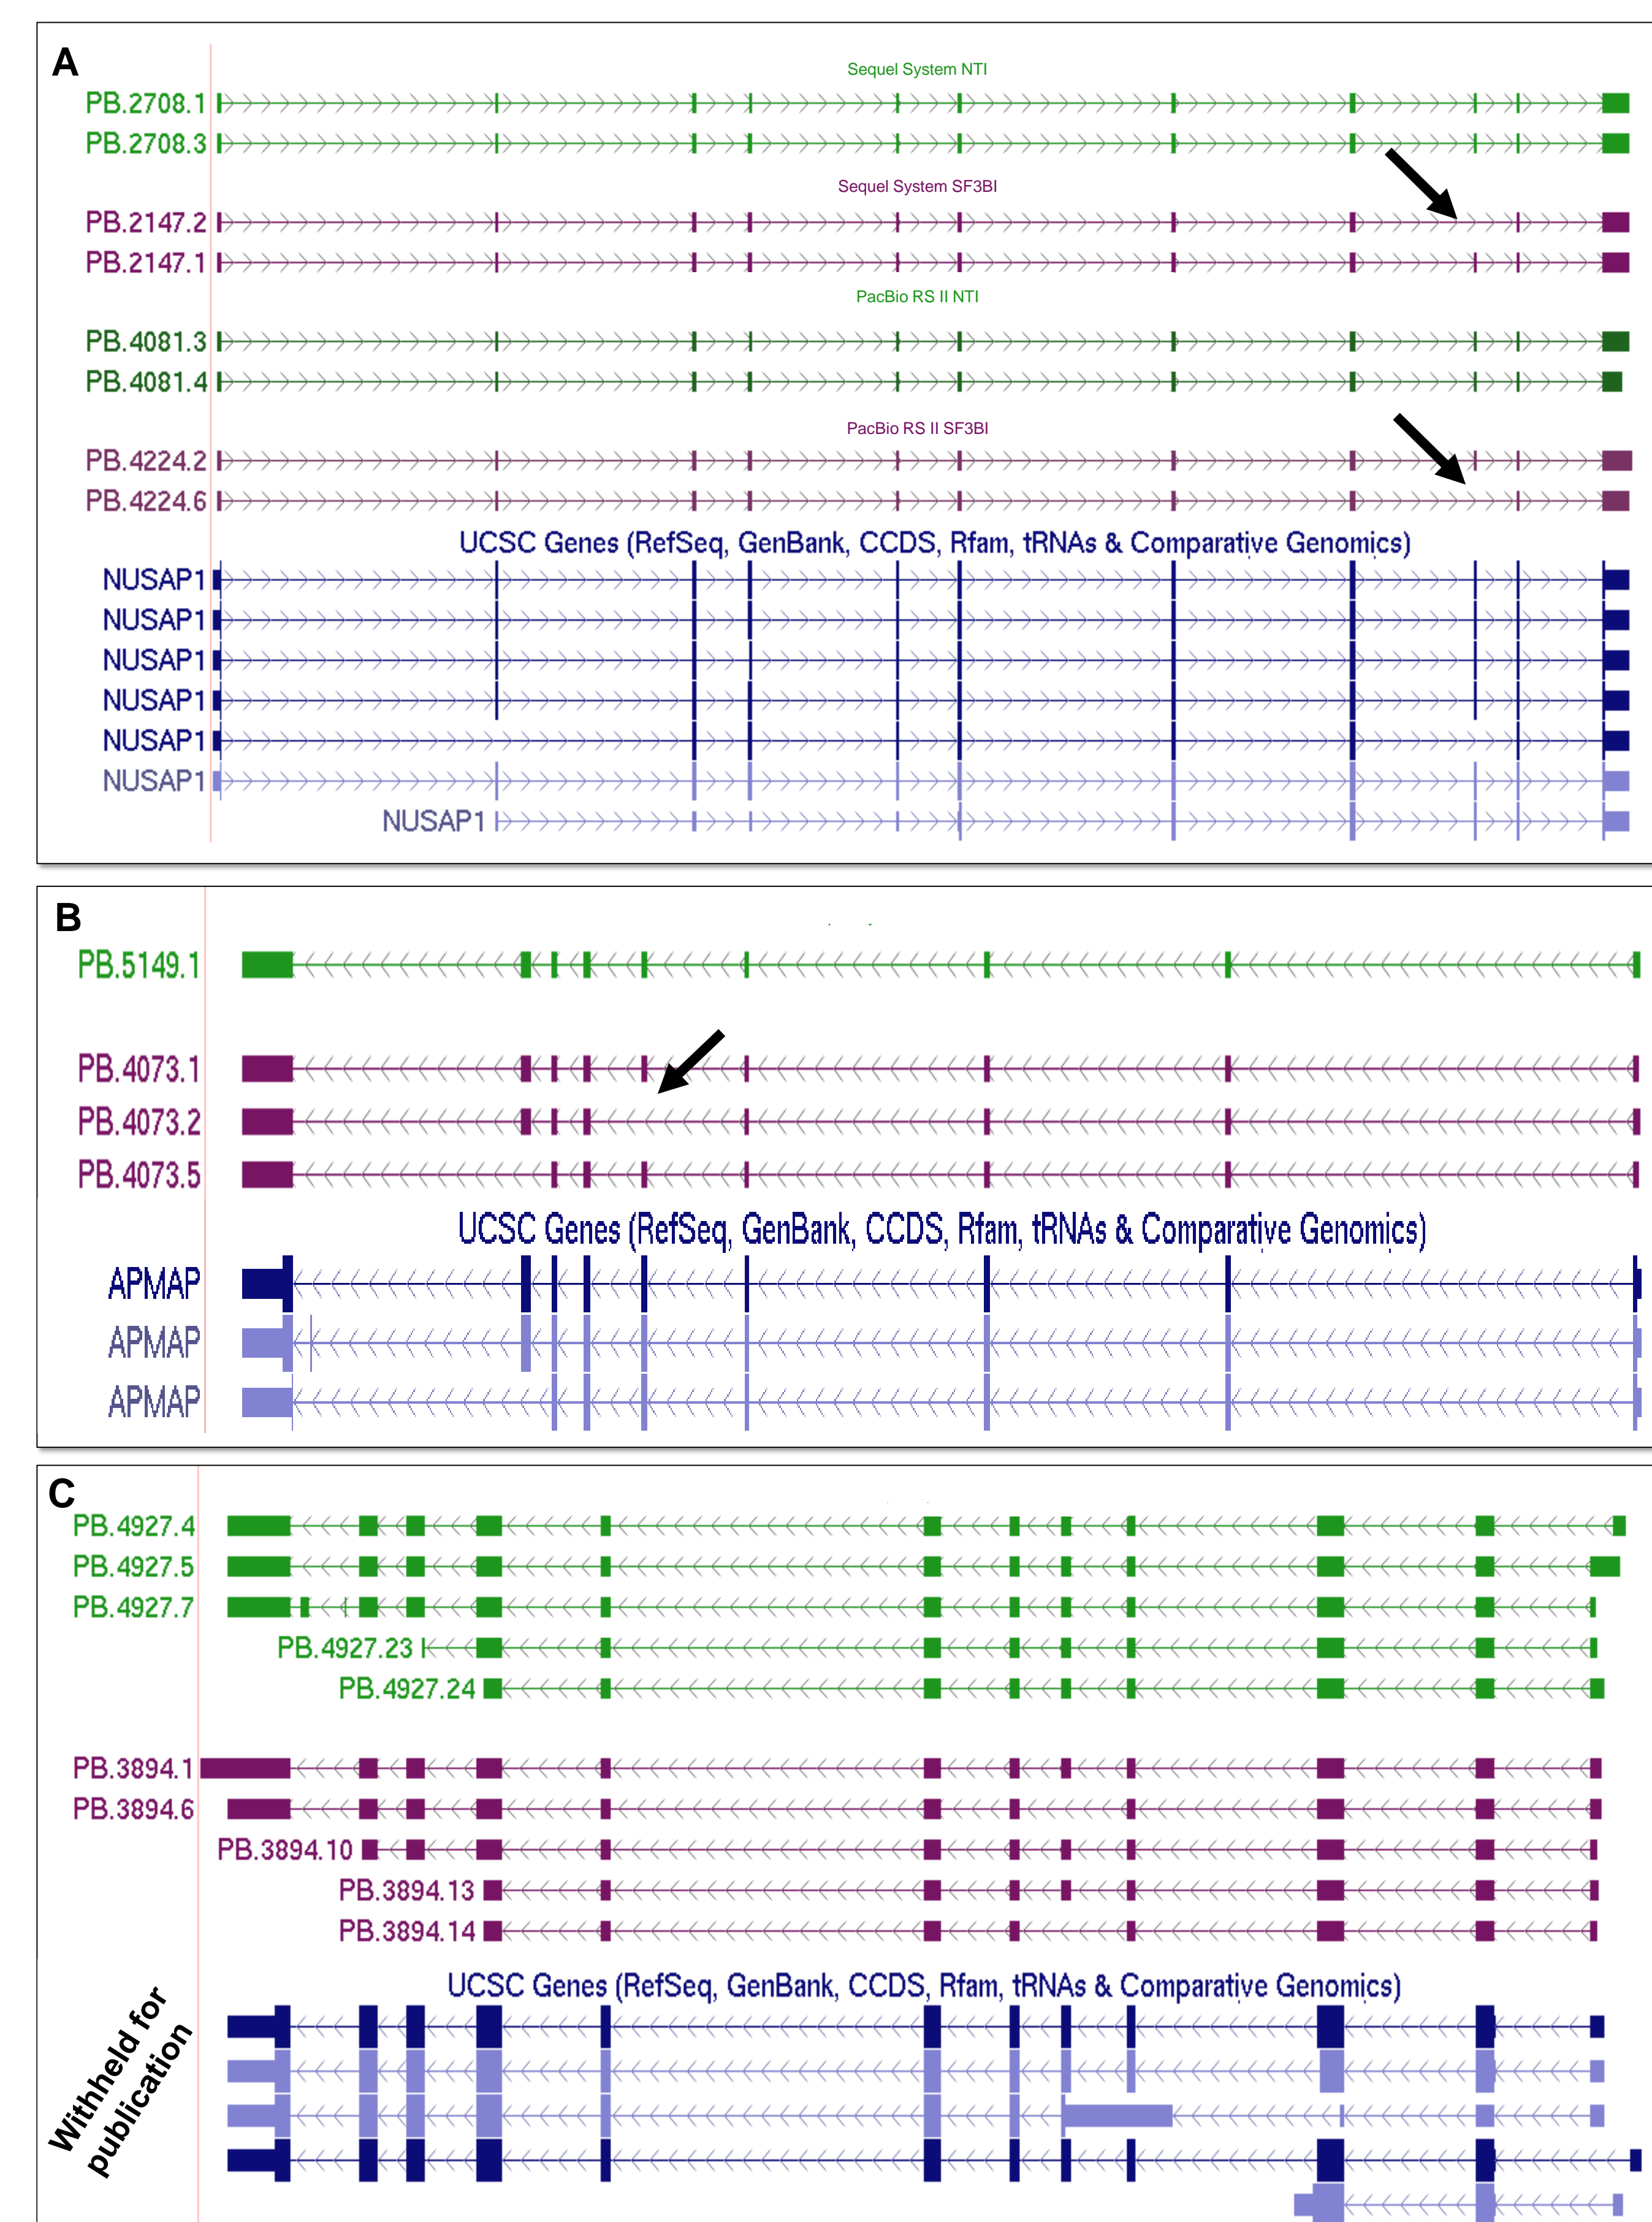 A
Sequel System NTI
PB.2708.1
PB.2708.3
Sequel System SF3BI
PB.2147.2
PB.2147.1
PacBio RS II NTI
PB.4081.3
PB.4081.4
PacBio RS II SF3BI
PB.4224.2
PB.4224.6
UCSC Genes (RefSeq, GenBank, CCDS, Rfam, tRNAs & Comparative Genomics)
NUSAP1
NUSAP1
NUSAP1
NUSAP1
NUSAP1
NUSAP1
NUSAP1
B
PB.5149.1
PB.4073.1
PB.4073.2
PB.4073.5
UCSC Genes (RefSeq, GenBank, CCDS, Rfam, tRNAs & Comparative Genomics)
APMAP
APMAP
APMAP
C
PB.4927.4
PB.4927.5
PB.4927.7
PB.4927.23
PB.4927.24
PB.3894.1
PB.3894.6
PB.3894.10
PB.3894.13
PB.3894.14
UCSC Genes (RefSeq, GenBank, CCDS, Rfam, tRNAs & Comparative Genomics)
Withheld for
publication